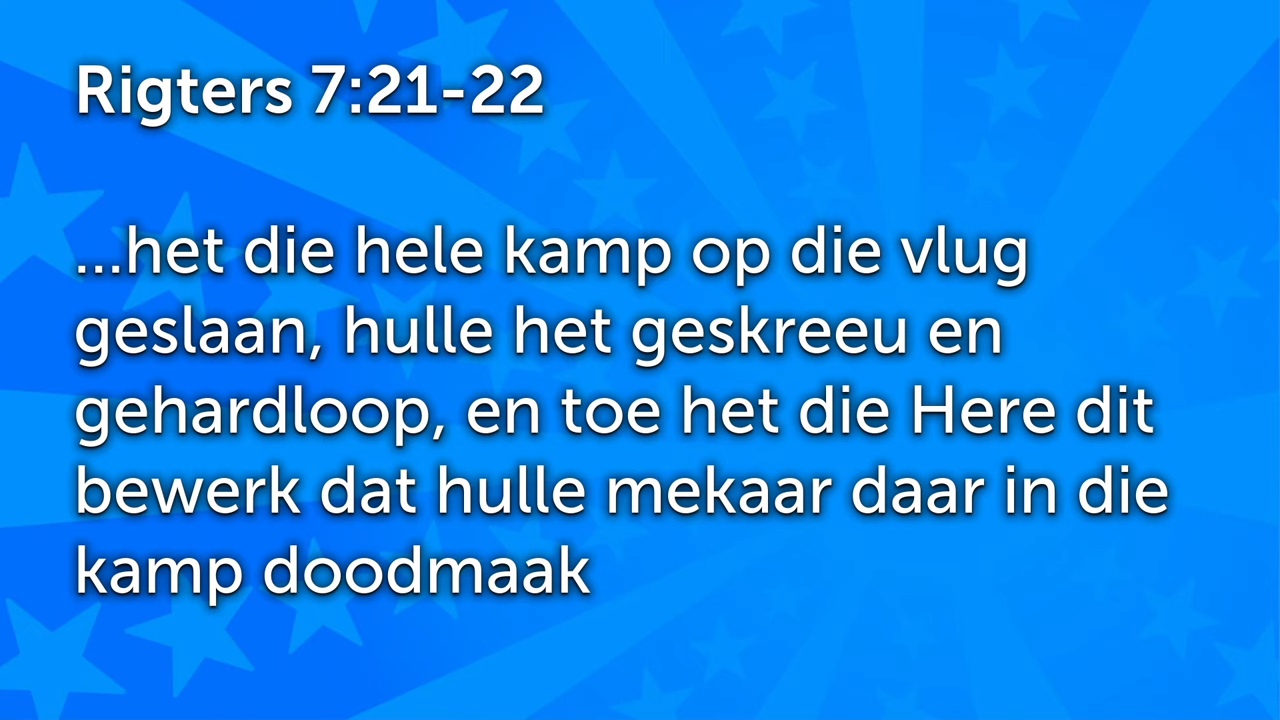 Rigters 7:21-22
...het die hele kamp op die vlug
geslaan, hulle het geskreeu en
gehardloop, en toe het die Here dit
bewerk dat hulle mekaar daar in die
kamp doodmaak